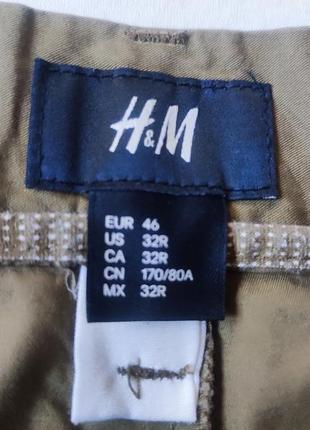 H&M
EUR 46
US 32R
CA 32R
CN 170/80A
MX 32R